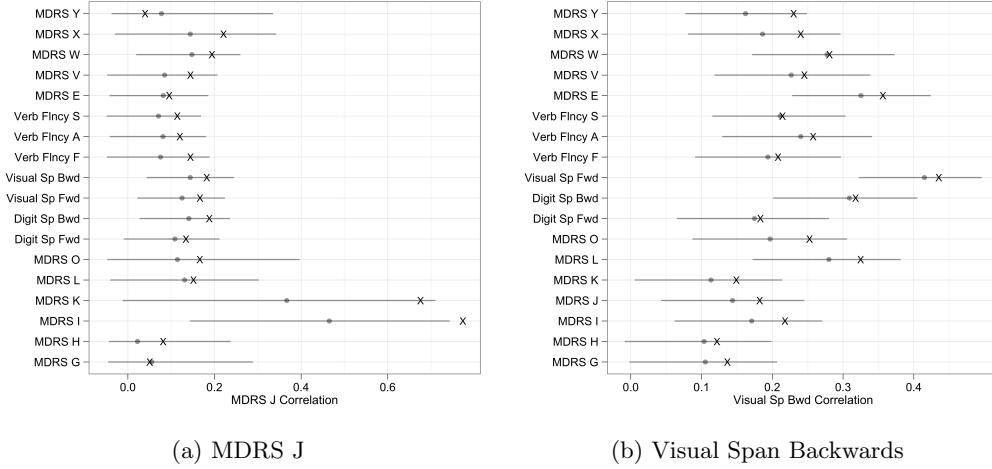 MDRS Y
MDRS X
MDRS W
MDRS V
MDRS E
Verb Flncy S
Verb Flncy A
Verb Flncy F
Visual Sp Bwd
Visual Sp Fwd
Digit Sp Bwd
Digit Sp Fwd
MDRS O
MDRS L
MDRS K
MDRS I
MDRS H
MDRS G
0.0 0.2 0.4 0.6
MDRS J Correlation
(a) MDRS J
MDRS Y
MDRS X
MDRS W
MDRS V
MDRS E
Verb Flncy S
Verb Flncy A
Verb Flncy F
Visual Sp Fwd
Digit Sp Bwd
Digit Sp Fwd
MDRS O
MDRS L
MDRS K
MDRS J
MDRS I
MDRS H
MDRS G
0.0 0.1 0.2 0.3 0.4
Visual Sp Bwd Correlation
(b) Visual Span Backwards